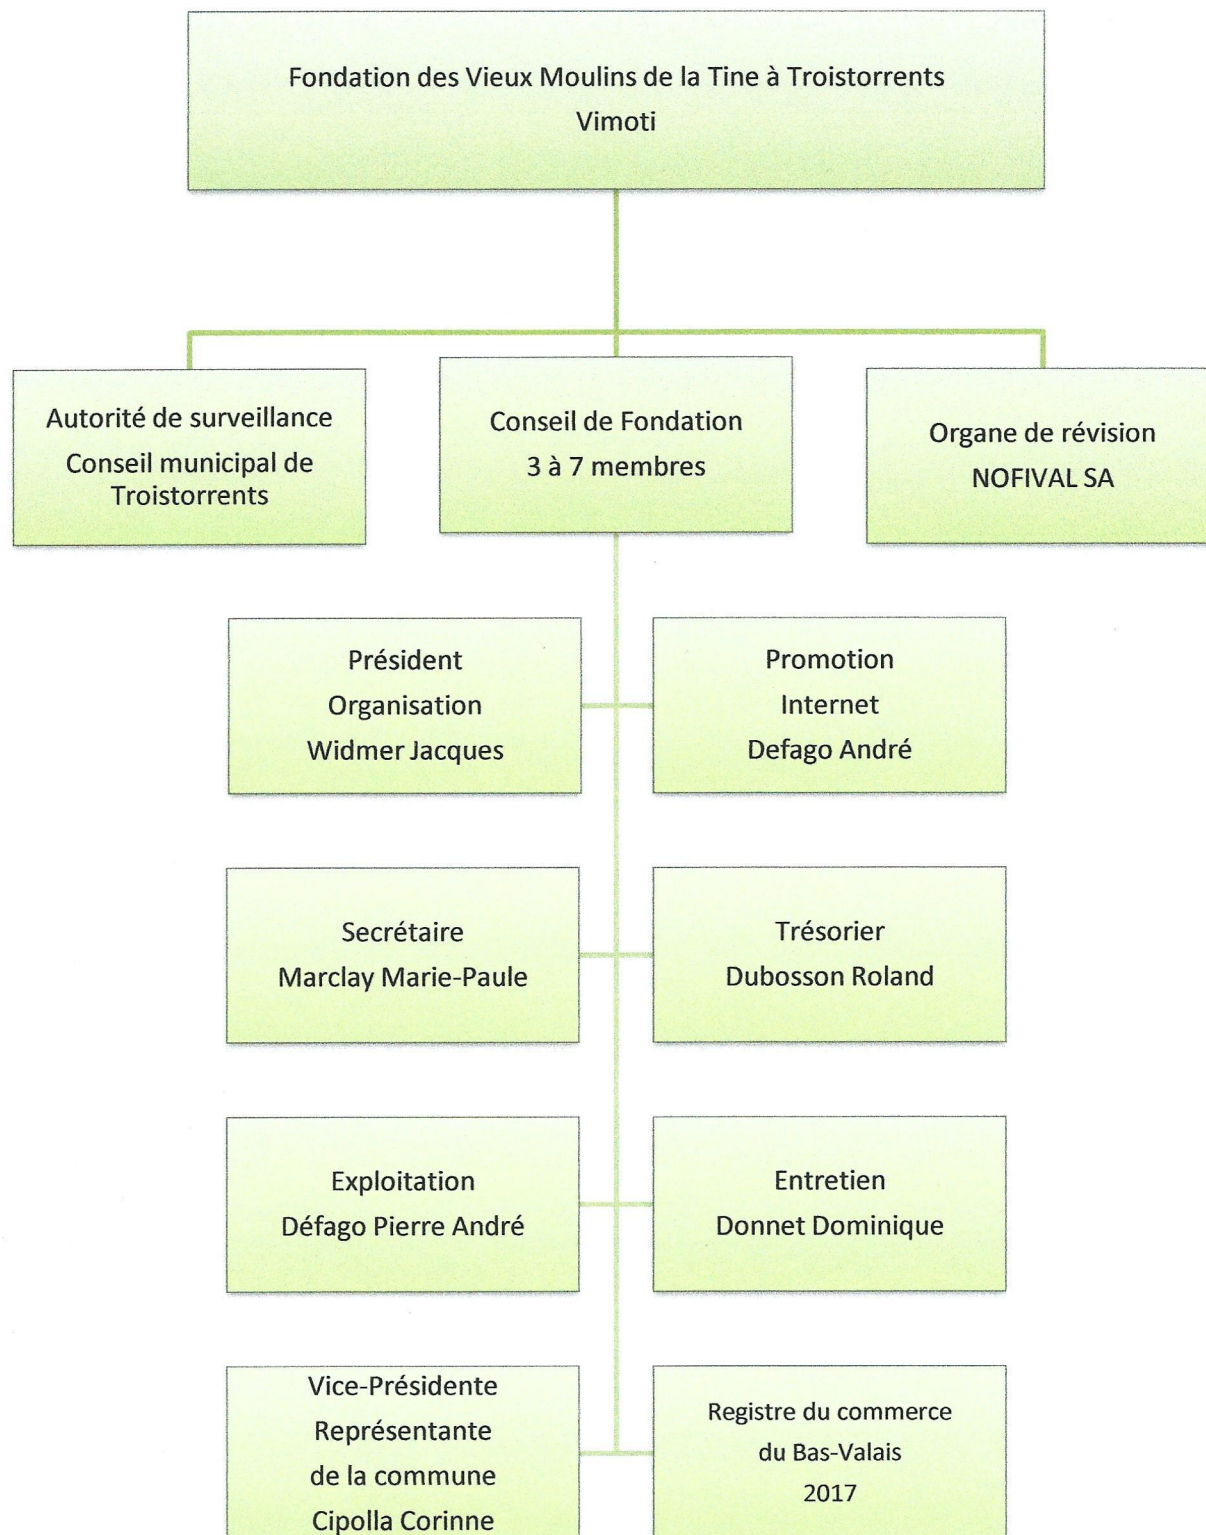 Fondation des Vieux Moulins de la Tine à Troistorrents
Vimoti
Autorité de surveillance
Conseil municipal de
Troistorrents
Conseil de Fondation
3 à 7 membres
Organe de révision
NOFIVAL SA
Président
Organisation
Widmer Jacques
Promotion
Internet
Defago André
Secrétaire
Marclay Marie-Paule
Trésorier
Dubosson Roland
Exploitation
Défago Pierre André
Entretien
Donnet Dominique
Vice-Présidente
Représentante
de la commune
Cipolla Corinne
Registre du commerce
du Bas-Valais
2017